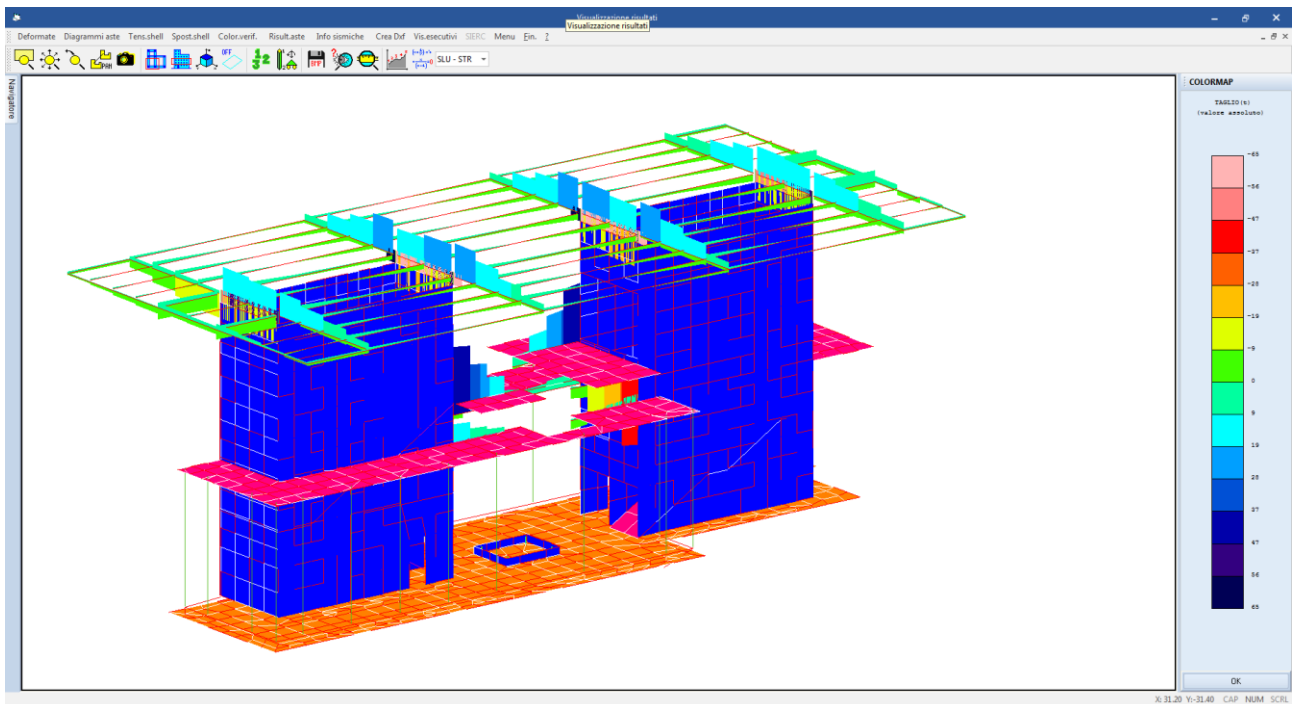 Visualizzazione risultati
Visualizzazione risultati
Deformate Diagrammi aste Tens.shell Spost.shell Color.verif. Risult.aste Info sismiche Crea Dxf Vis.esecutivi SIERC Menu Fin. ?
PAN OFF SLU - STR
Navigatore
COLORMAP
TAGLIO(t)
(valore assoluto)
-65
-56
-47
-37
-28
-19
-9
0
9
19
28
37
47
56
65
OK
X: 31.20 Y:-31.40 CAP NUM SCRL